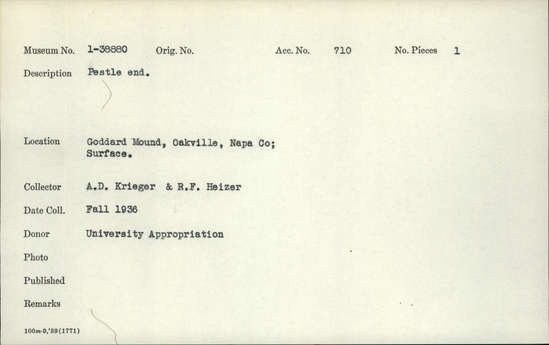 Museum No. 1-38880 Orig. No. Acc. No. 710 No. Pieces 1
Description Pestle end.
Location Goddard Mound, Oakville, Napa Co;
Surface.
Collector A.D. Krieger & R.F. Heizer
Date Coll. Fall 1936
Donor University Appropriation
Photo
Published
Remarks
100m-9,'39(1771)